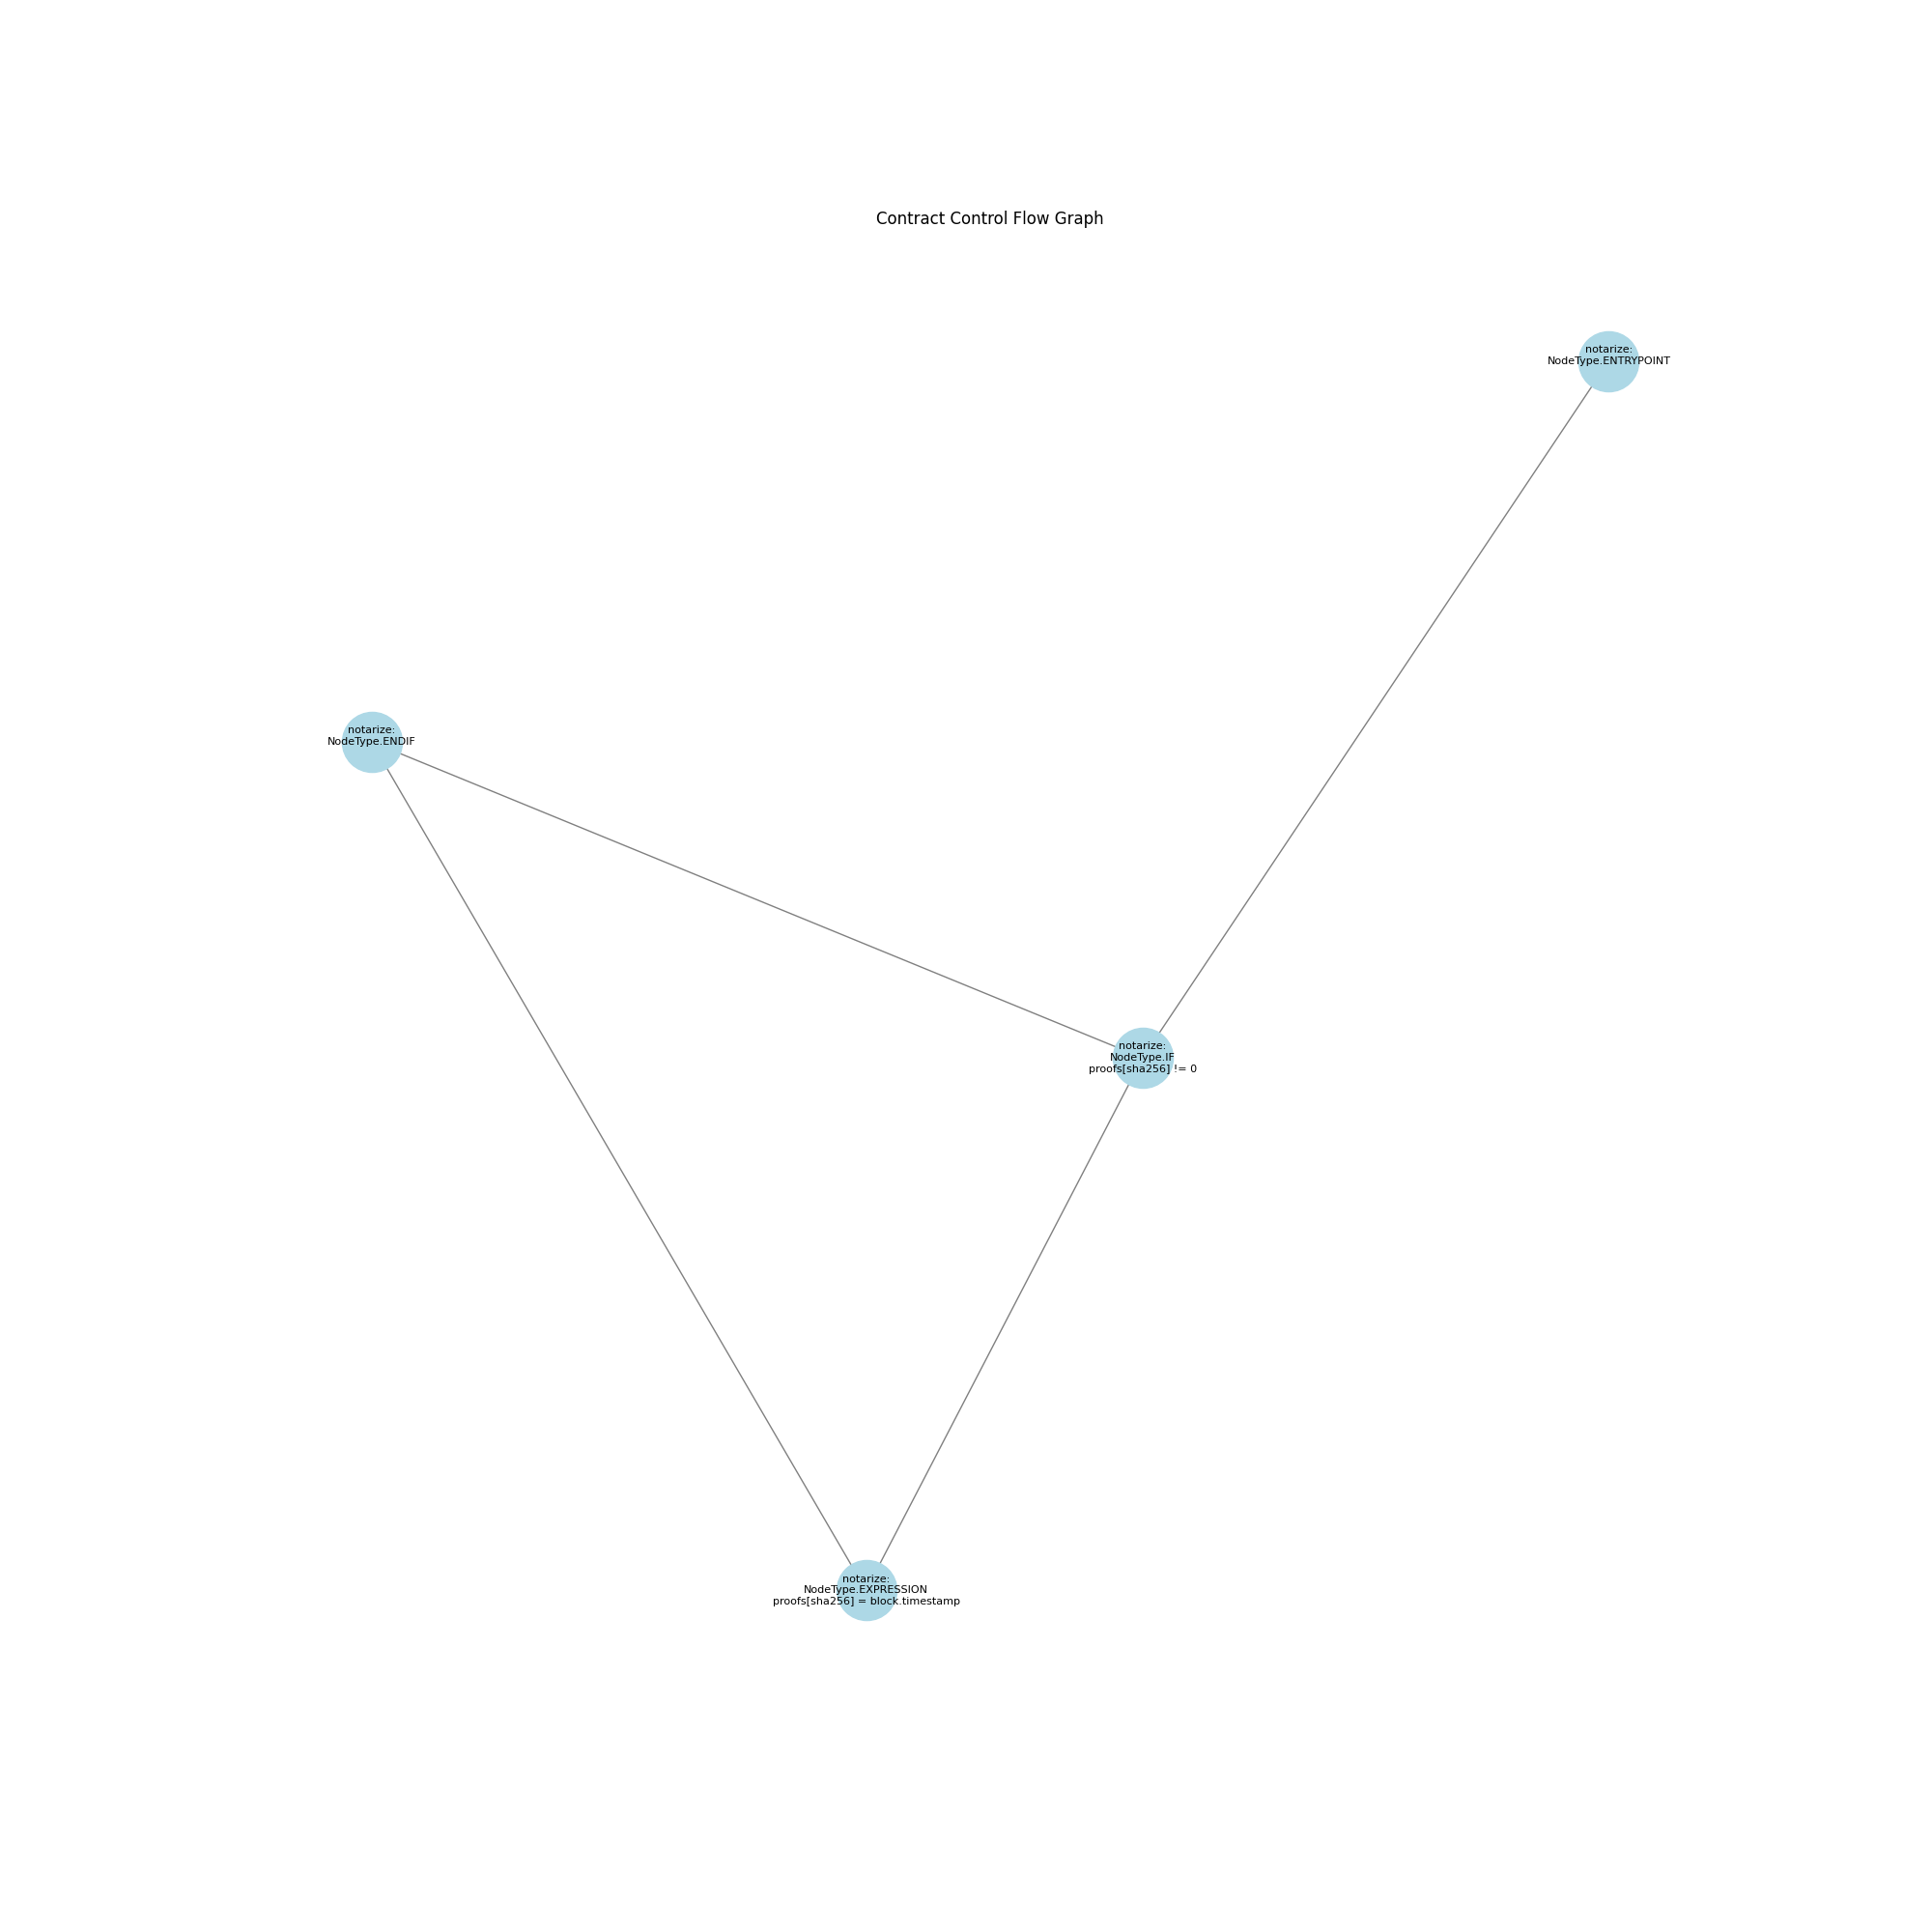 Contract Control Flow Graph
notarize:
NodeType.ENTRYPOINT
notarize:
NodeType.ENDIF
notarize:
NodeType.IF
proofs[sha256] != 0
notarize:
NodeType.EXPRESSION
proofs[sha256] = block.timestamp